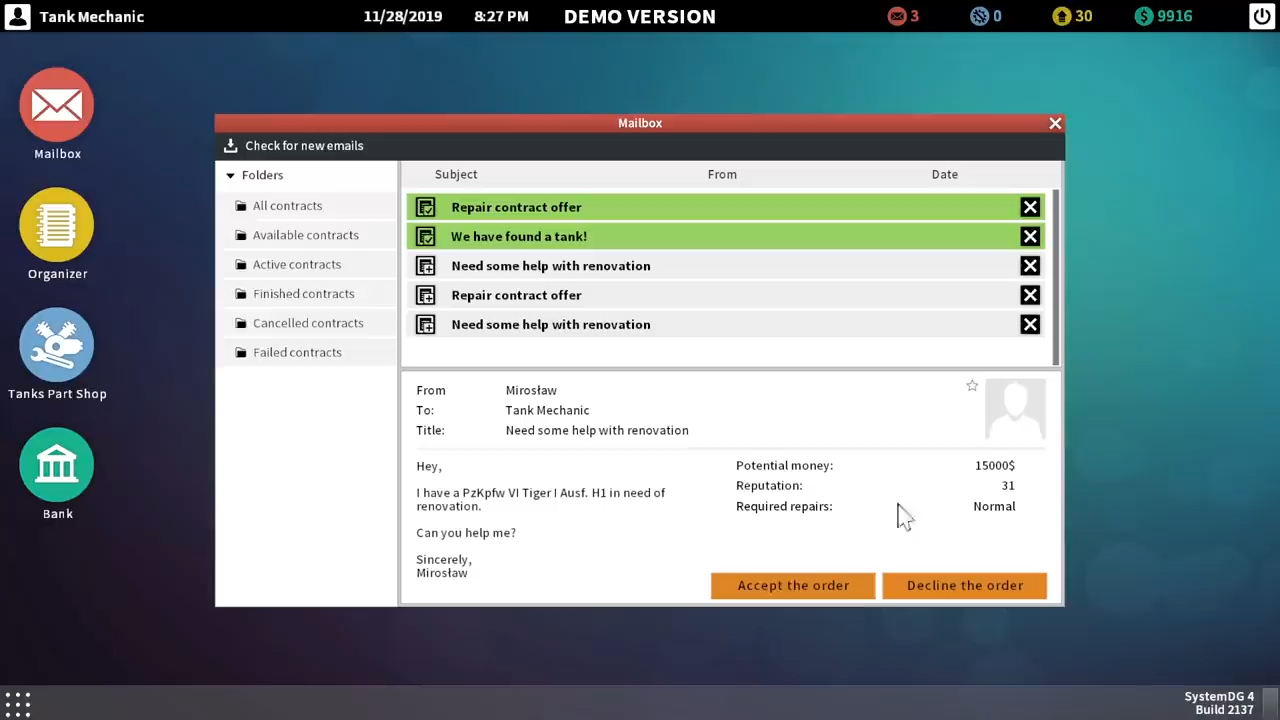 Tank Mechanic
11/28/2019
8:27 PM
DEMO VERSION
3
0
30
9916
Mailbox
Organizer
Tanks Part Shop
Bank
Mailbox
Check for new emails
Folders
All contracts
Available contracts
Active contracts
Finished contracts
Cancelled contracts
Failed contracts
Subject
From
Date
Repair contract offer
We have found a tank!
Need some help with renovation
Repair contract offer
Need some help with renovation
From Mirosław
To: Tank Mechanic
Title: Need some help with renovation
Hey,
I have a PzKpfw VI Tiger I Ausf. H1 in need of
renovation.
Can you help me?
Sincerely,
Mirosław
Potential money: 15000$
Reputation: 31
Required repairs: Normal
Accept the order
Decline the order
SystemDG 4
Build 2137